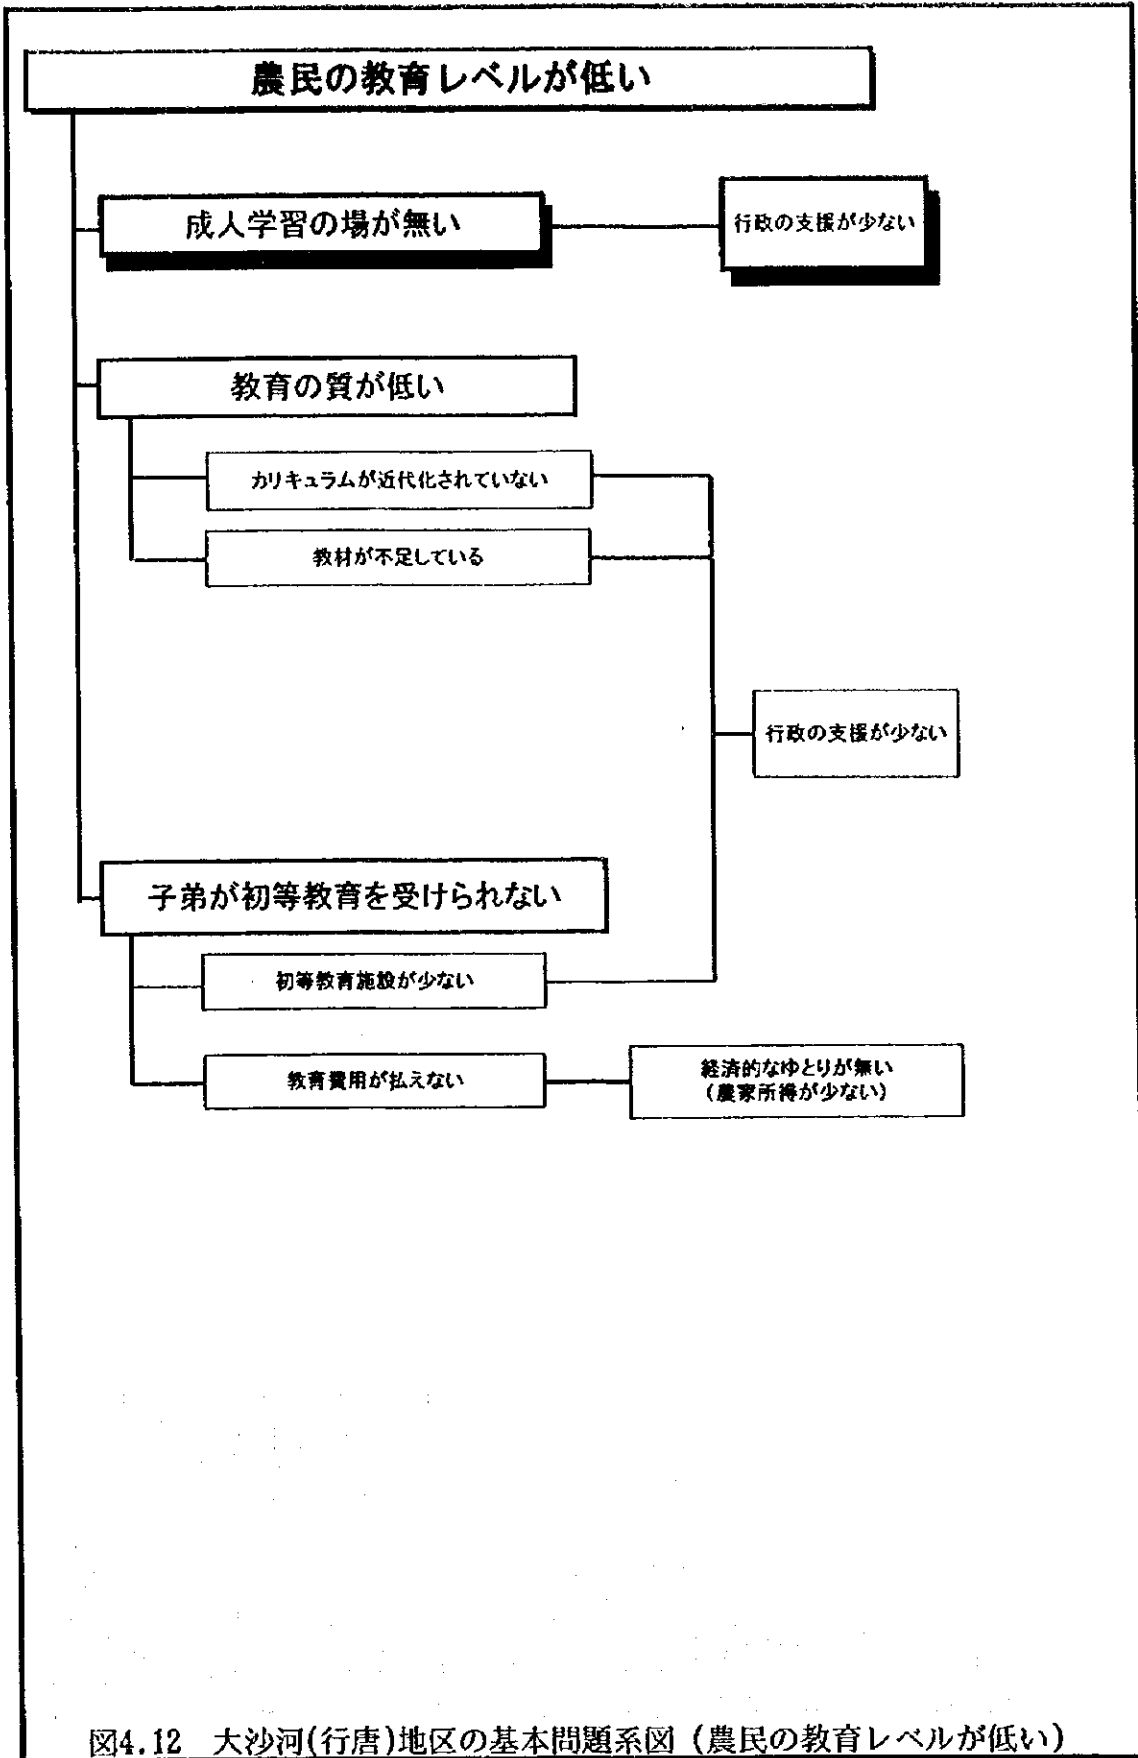 農民の教育レベルが低い
成人学習の場が無い
行政の支援が少ない
教育の質が低い
カリキュラムが近代化されていない
教材が不足している
行政の支援が少ない
子弟が初等教育を受けられない
初等教育施設が少ない
教育費用が払えない
経済的なゆとりが無い
(農家所得が少ない)
図4.12 大沙河(行唐)地区の基本問題系図 (農民の教育レベルが低い)